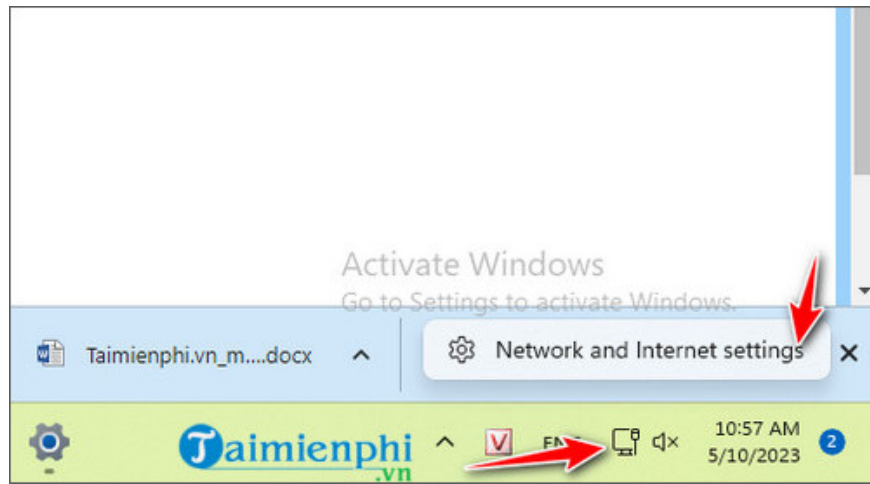 Activate Windows
Go to Settings to activate Windows.
Taimienphi.vn_m....docx
Network and Internet settings
Taimienphi
.vn
V
10:57 AM
5/10/2023
2